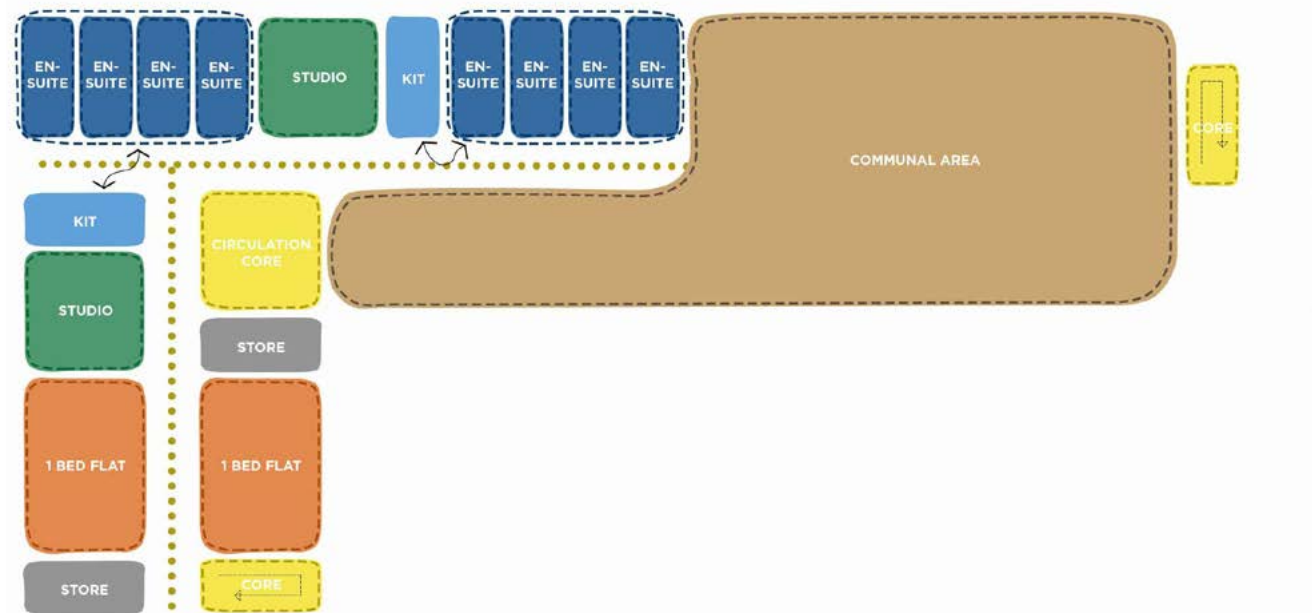 EN-
SUITE
EN-
SUITE
EN-
SUITE
EN-
SUITE
STUDIO
KIT
EN-
SUITE
EN-
SUITE
EN-
SUITE
EN-
SUITE
COMMUNAL AREA
CORE
KIT
CIRCULATION
CORE
STUDIO
STORE
1 BED FLAT
1 BED FLAT
STORE
CORE